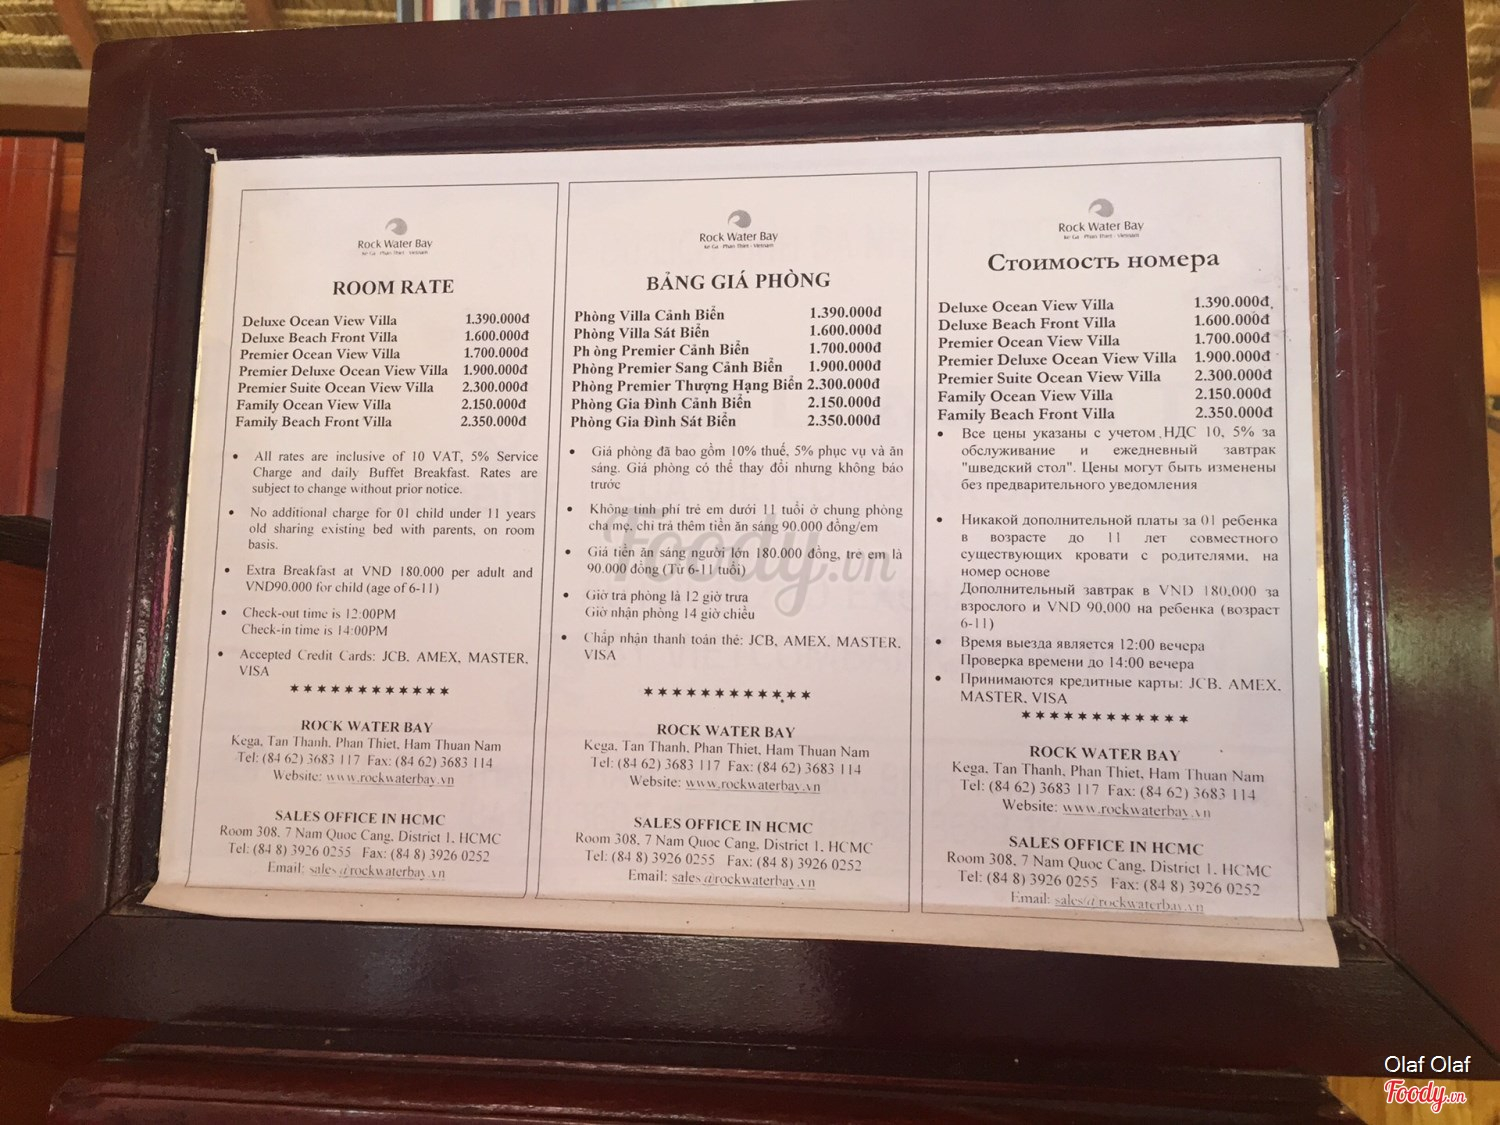 Rock Water Bay
Ke Ga - Phan Thiet - Vietnam
ROOM RATE
Deluxe Ocean View Villa 1.390.000đ
Deluxe Beach Front Villa 1.600.000đ
Premier Ocean View Villa 1.700.000đ
Premier Deluxe Ocean View Villa 1.900.000đ
Premier Suite Ocean View Villa 2.300.000đ
Family Ocean View Villa 2.150.000đ
Family Beach Front Villa 2.350.000đ
• All rates are inclusive of 10 VAT, 5% Service
Charge and daily Buffet Breakfast. Rates are
subject to change without prior notice.
• No additional charge for 01 child under 11 years
old sharing existing bed with parents, on room
basis.
• Extra Breakfast at VND 180.000 per adult and
VND90.000 for child (age of 6-11)
• Check-out time is 12:00PM
Check-in time is 14:00PM
• Accepted Credit Cards: JCB, AMEX, MASTER,
VISA
************
ROCK WATER BAY
Kega, Tan Thanh, Phan Thiet, Ham Thuan Nam
Tel: (84 62) 3683 117 Fax: (84 62) 3683 114
Website: www.rockwaterbay.vn
SALES OFFICE IN HCMC
Room 308, 7 Nam Quoc Cang, District 1, HCMC
Tel: (84 8) 3926 0255 Fax: (84 8) 3926 0252
Email: sales@rockwaterbay.vn
Rock Water Bay
Ke Ga - Phan Thiet - Vietnam
BẢNG GIÁ PHÒNG
Phòng Villa Cảnh Biển 1.390.000đ
Phòng Villa Sát Biển 1.600.000đ
Ph òng Premier Cảnh Biển 1.700.000đ
Phòng Premier Sang Cảnh Biển 1.900.000đ
Phòng Premier Thượng Hạng Biển 2.300.000đ
Phòng Gia Đình Cảnh Biển 2.150.000đ
Phòng Gia Đình Sát Biển 2.350.000đ
• Giá phòng đã bao gồm 10% thuế, 5% phục vụ và ăn
sáng. Giá phòng có thể thay đổi nhưng không báo
trước
• Không tính phí trẻ em dưới 11 tuổi ở chung phòng
cha mẹ, chỉ trả thêm tiền ăn sáng 90.000 đồng/em
• Giá tiền ăn sáng người lớn 180.000 đồng, trẻ em là
90.000 đồng (Từ 6-11 tuổi)
• Giờ trả phòng là 12 giờ trưa
Giờ nhận phòng 14 giờ chiều
• Chấp nhận thanh toán thẻ: JCB, AMEX, MASTER,
VISA
************
ROCK WATER BAY
Kega, Tan Thanh, Phan Thiet, Ham Thuan Nam
Tel: (84 62) 3683 117 Fax: (84 62) 3683 114
Website: www.rockwaterbay.vn
SALES OFFICE IN HCMC
Room 308, 7 Nam Quoc Cang, District 1, HCMC
Tel: (84 8) 3926 0255 Fax: (84 8) 3926 0252
Email: sales@rockwaterbay.vn
Rock Water Bay
Ke Ga - Phan Thiet - Vietnam
Стоимость номера
Deluxe Ocean View Villa 1.390.000đ
Deluxe Beach Front Villa 1.600.000đ
Premier Ocean View Villa 1.700.000đ
Premier Deluxe Ocean View Villa 1.900.000đ
Premier Suite Ocean View Villa 2.300.000đ
Family Ocean View Villa 2.150.000đ
Family Beach Front Villa 2.350.000đ
• Все цены указаны с учетом НДС 10, 5% за
обслуживание и ежедневный завтрак
"шведский стол". Цены могут быть изменены
без предварительного уведомления
• Никакой дополнительной платы за 01 ребенка
в возрасте до 11 лет совместного
существующих кровати с родителями, на
номер основе
Дополнительный завтрак в VND 180,000 за
взрослого и VND 90,000 на ребенка (возраст
6-11)
• Время выезда является 12:00 вечера
Проверка времени до 14:00 вечера
• Принимаются кредитные карты: JCB, AMEX,
MASTER, VISA
************
ROCK WATER BAY
Kega, Tan Thanh, Phan Thiet, Ham Thuan Nam
Tel: (84 62) 3683 117 Fax: (84 62) 3683 114
Website: www.rockwaterbay.vn
SALES OFFICE IN HCMC
Room 308, 7 Nam Quoc Cang, District 1, HCMC
Tel: (84 8) 3926 0255 Fax: (84 8) 3926 0252
Email: sales@rockwaterbay.vn
Foody.vn
Olaf Olaf
Foody.vn